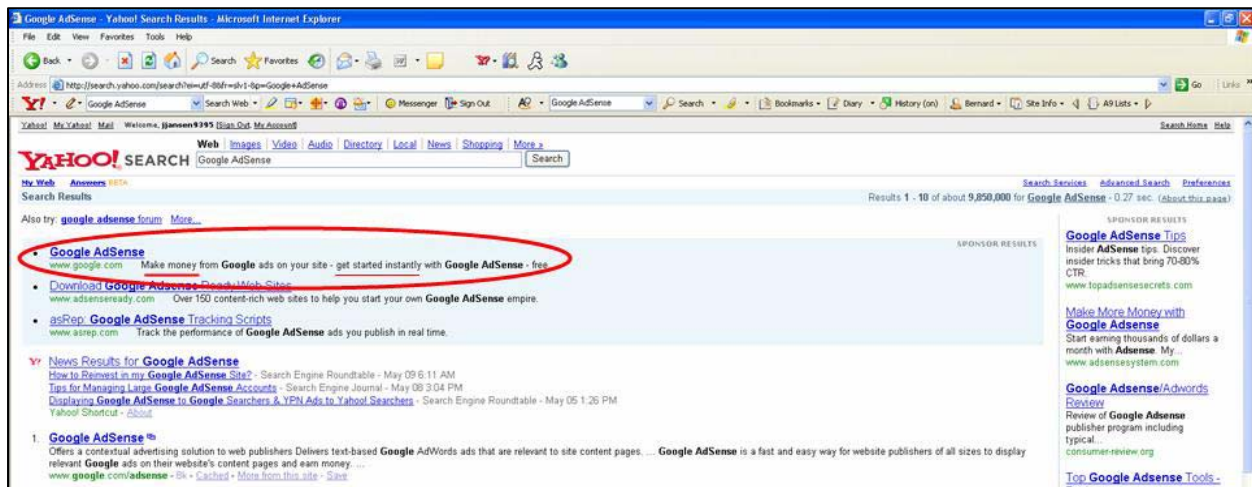 Google AdSense - Yahoo! Search Results - Microsoft Internet Explorer
File Edit View Favorites Tools Help
Back Search Favorites
Address http://search.yahoo.com/search?ei=utf-8&fr=slv1-&p=Google+AdSense Go Links
Y! Google AdSense Search Web Messenger Sign Out Google AdSense Search Bookmarks Diary History (on) Bernard Site Info A9 Lists
Yahoo! My Yahoo! Mail Welcome, jjansen9395 [Sign Out, My Account] Search Home Help
Web Images Video Audio Directory Local News Shopping More »
YAHOO! SEARCH Google AdSense Search
My Web Answers BETA Search Services Advanced Search Preferences
Search Results Results 1 - 10 of about 9,850,000 for Google AdSense - 0.27 sec. (About this page)
Also try: google adsense forum More...
SPONSOR RESULTS
Google AdSense
www.google.com Make money from Google ads on your site - get started instantly with Google AdSense - free
Download Google Adsense Ready Web Sites
www.adsenseready.com Over 150 content-rich web sites to help you start your own Google AdSense empire.
asRep: Google AdSense Tracking Scripts
www.asrep.com Track the performance of Google AdSense ads you publish in real time.
Y! News Results for Google AdSense
How to Reinvest in my Google AdSense Site? - Search Engine Roundtable - May 09 6:11 AM
Tips for Managing Large Google AdSense Accounts - Search Engine Journal - May 08 3:04 PM
Displaying Google AdSense to Google Searchers & YPN Ads to Yahoo! Searchers - Search Engine Roundtable - May 05 1:26 PM
Yahoo! Shortcut - About
1. Google AdSense
Offers a contextual advertising solution to web publishers Delivers text-based Google AdWords ads that are relevant to site content pages. ... Google AdSense is a fast and easy way for website publishers of all sizes to display
relevant Google ads on their website's content pages and earn money. ...
www.google.com/adsense - 8k - Cached - More from this site - Save
SPONSOR RESULTS
Google AdSense Tips
Insider AdSense tips. Discover
insider tricks that bring 70-80%
CTR.
www.topadsensesecrets.com
Make More Money with
Google Adsense
Start earning thousands of dollars a
month with Adsense. My...
www.adsensesystem.com
Google Adsense/Adwords
Review
Review of Google Adsense
publisher program including
typical...
consumer-review.org
Top Google Adsense Tools -